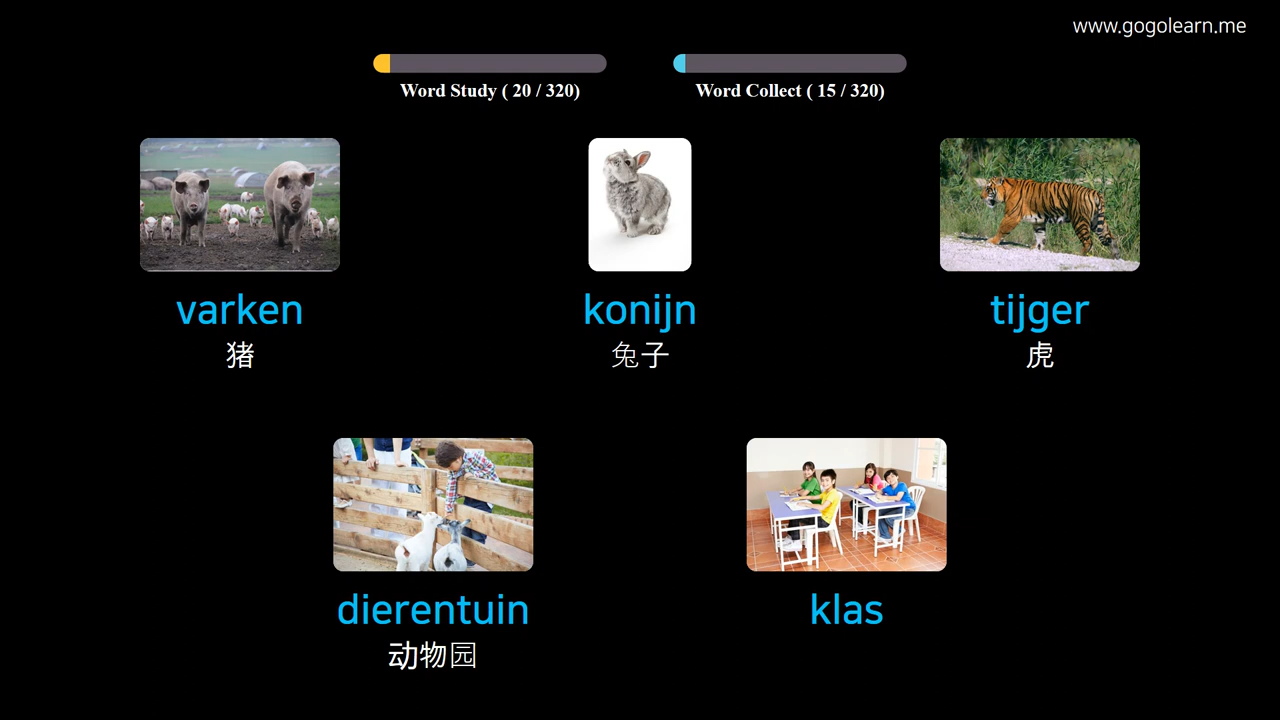 www.gogolearn.me
Word Study ( 20 / 320)
Word Collect ( 15 / 320)
varken
konijn
tijger
猪
兔子
虎
dierentuin
klas
动物园